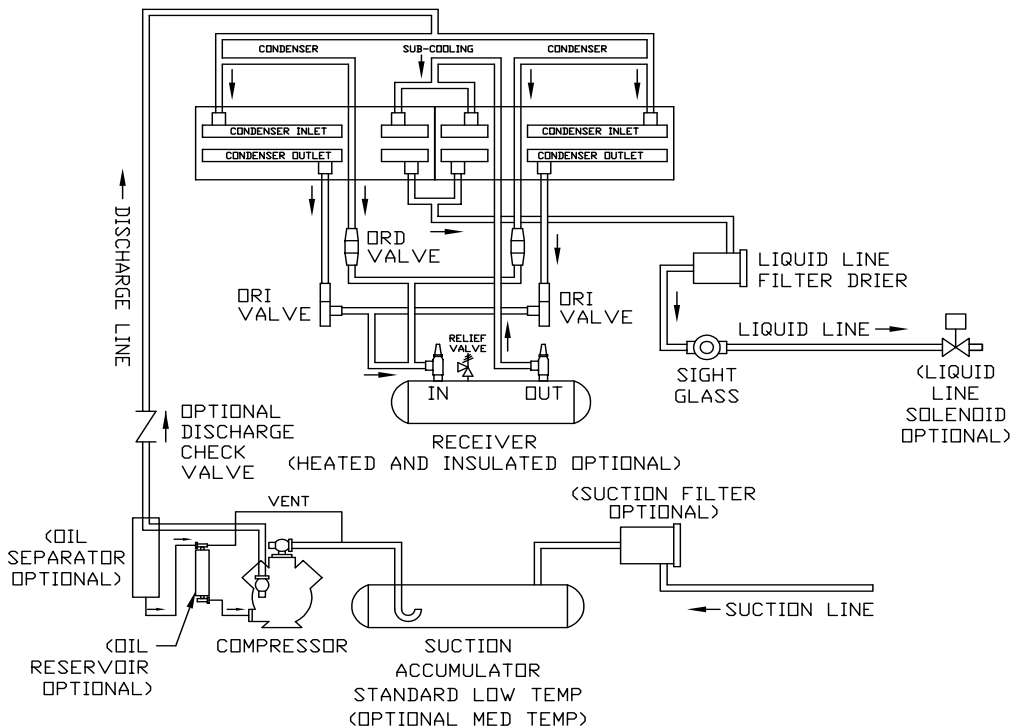 CONDENSER
SUB-COOLING
CONDENSER
CONDENSER INLET
CONDENSER INLET
CONDENSER OUTLET
CONDENSER OUTLET
DISCHARGE LINE
ORD
VALVE
ORI
VALVE
ORI
VALVE
LIQUID LINE
FILTER DRIER
LIQUID LINE
RELIEF
VALVE
SIGHT
GLASS
(LIQUID
LINE
SOLENOID
OPTIONAL)
IN
OUT
OPTIONAL
DISCHARGE
CHECK
VALVE
RECEIVER
(HEATED AND INSULATED OPTIONAL)
VENT
(SUCTION FILTER
OPTIONAL)
(OIL
SEPARATOR
OPTIONAL)
SUCTION LINE
(OIL
RESERVOIR
OPTIONAL)
COMPRESSOR
SUCTION
ACCUMULATOR
STANDARD LOW TEMP
(OPTIONAL MED TEMP)